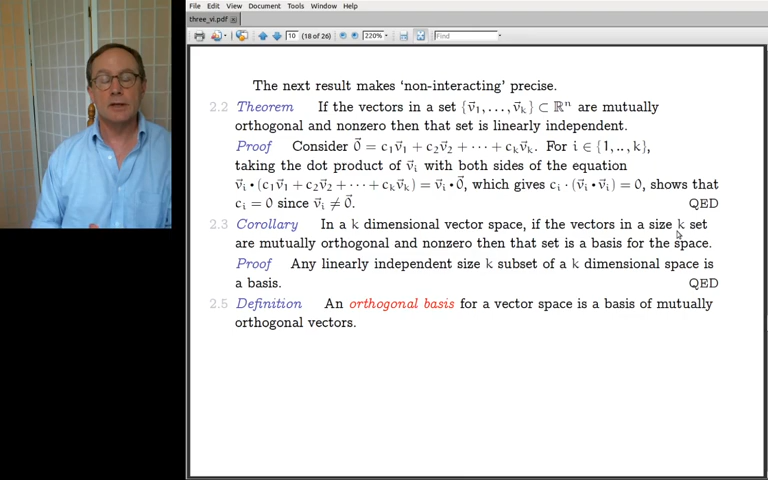 File Edit View Document Tools Window Help
three_vi.pdf
10 (18 of 26) 220% Find
The next result makes ‘non-interacting’ precise.
2.2 Theorem If the vectors in a set {v⃗₁, . . . , v⃗ₖ} ⊂ ℝⁿ are mutually
orthogonal and nonzero then that set is linearly independent.
Proof Consider 0⃗ = c₁v⃗₁ + c₂v⃗₂ + ··· + cₖv⃗ₖ. For i ∈ {1, .. , k},
taking the dot product of v⃗ᵢ with both sides of the equation
v⃗ᵢ • (c₁v⃗₁ + c₂v⃗₂ + ··· + cₖv⃗ₖ) = v⃗ᵢ • 0⃗, which gives cᵢ · (v⃗ᵢ • v⃗ᵢ) = 0, shows that
cᵢ = 0 since v⃗ᵢ ≠ 0⃗. QED
2.3 Corollary In a k dimensional vector space, if the vectors in a size k set
are mutually orthogonal and nonzero then that set is a basis for the space.
Proof Any linearly independent size k subset of a k dimensional space is
a basis. QED
2.5 Definition An orthogonal basis for a vector space is a basis of mutually
orthogonal vectors.